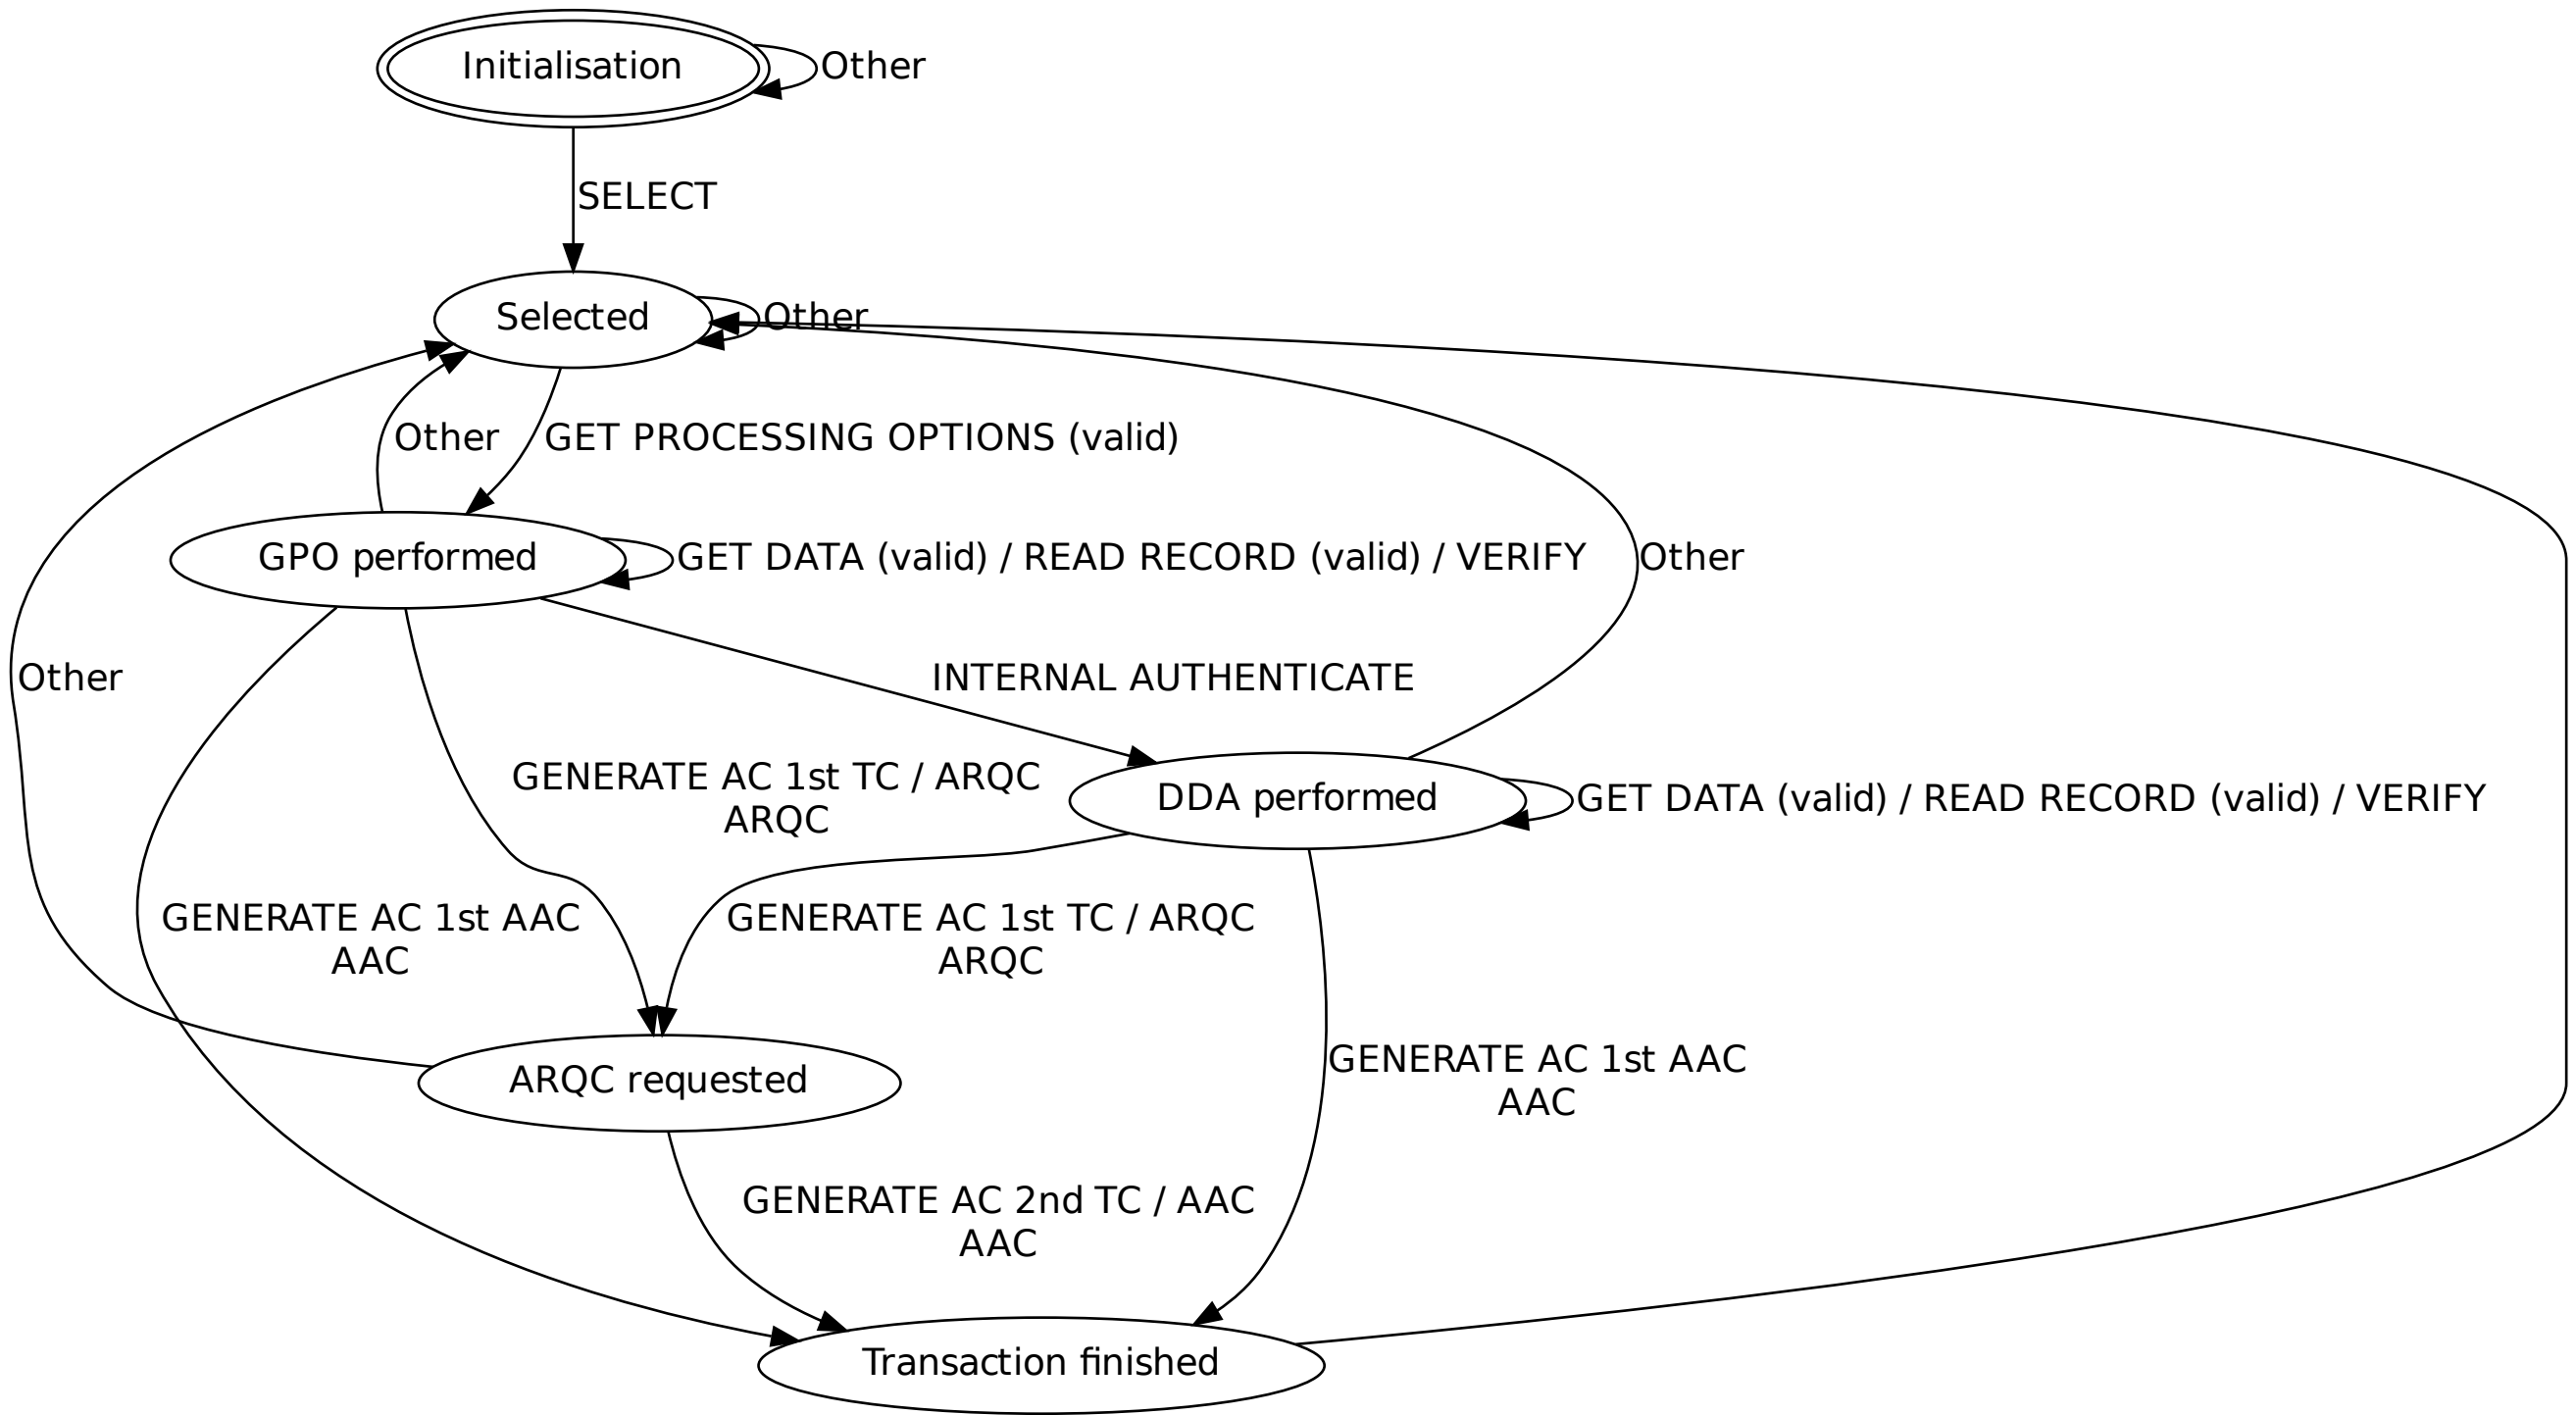 Initialisation
Other
SELECT
Selected
Other
Other
GET PROCESSING OPTIONS (valid)
GPO performed
GET DATA (valid) / READ RECORD (valid) / VERIFY
Other
Other
INTERNAL AUTHENTICATE
GENERATE AC 1st TC / ARQC
ARQC
DDA performed
GET DATA (valid) / READ RECORD (valid) / VERIFY
GENERATE AC 1st AAC
AAC
GENERATE AC 1st TC / ARQC
ARQC
ARQC requested
GENERATE AC 1st AAC
AAC
GENERATE AC 2nd TC / AAC
AAC
Transaction finished